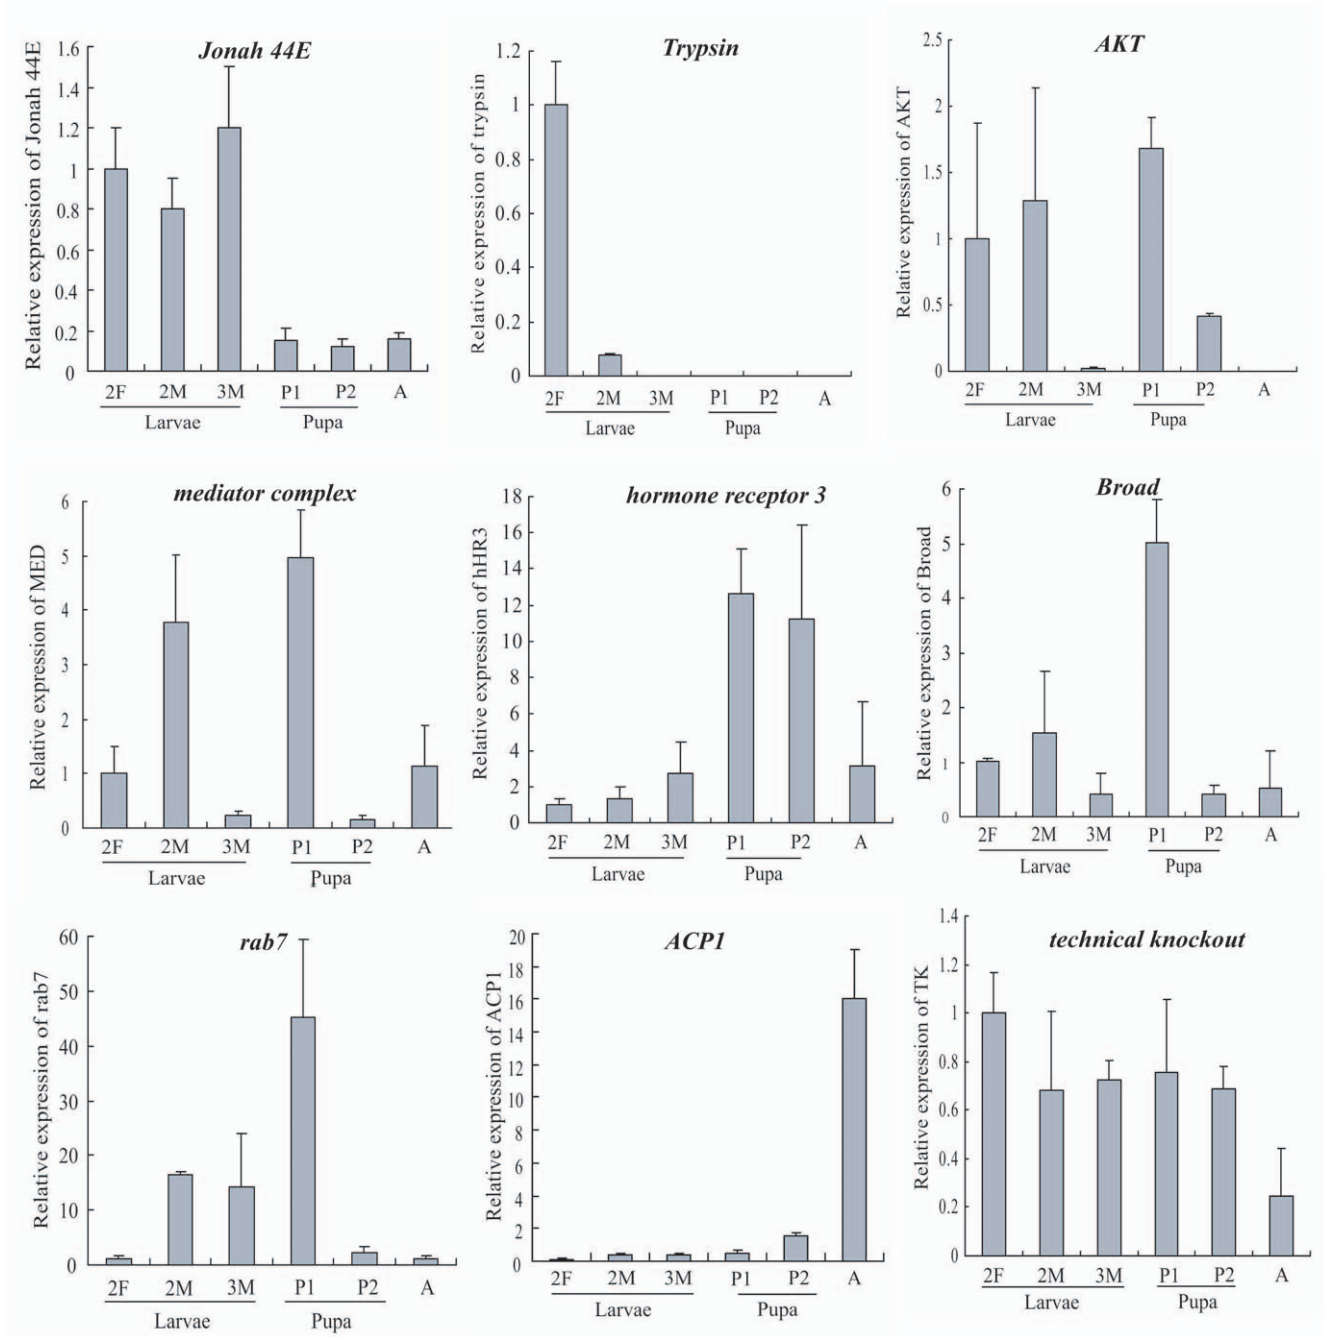 Jonah 44E
Relative expression of Jonah 44E
1.6
1.4
1.2
1
0.8
0.6
0.4
0.2
0
2F 2M 3M P1 P2 A
Larvae Pupa
Trypsin
Relative expression of trypsin
1.2
1
0.8
0.6
0.4
0.2
0
2F 2M 3M P1 P2 A
Larvae Pupa
AKT
Relative expression of AKT
2.5
2
1.5
1
0.5
0
2F 2M 3M P1 P2 A
Larvae Pupa
mediator complex
Relative expression of MED
6
5
4
3
2
1
0
2F 2M 3M P1 P2 A
Larvae Pupa
hormone receptor 3
Relative expression of hHR3
18
16
14
12
10
8
6
4
2
0
2F 2M 3M P1 P2 A
Larvae Pupa
Broad
Relative expression of Broad
6
5
4
3
2
1
0
2F 2M 3M P1 P2 A
Larvae Pupa
rab7
Relative expression of rab7
60
50
40
30
20
10
0
2F 2M 3M P1 P2 A
Larvae Pupa
ACP1
Relative expression of ACP1
20
18
16
14
12
10
8
6
4
2
0
2F 2M 3M P1 P2 A
Larvae Pupa
technical knockout
Relative expression of TK
1.4
1.2
1
0.8
0.6
0.4
0.2
0
2F 2M 3M P1 P2 A
Larvae Pupa